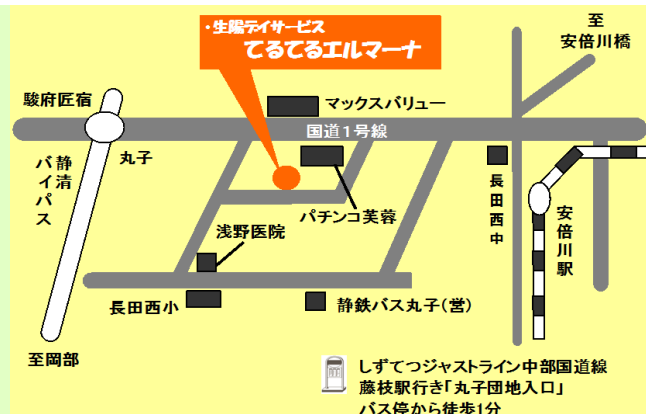 ・生陽デイサービス
てるてるエルマーナ
至
安倍川橋
駿府匠宿
マックスバリュー
国道1号線
丸子
静清
バイパス
長田西中
安倍川駅
パチンコ芙蓉
浅野医院
長田西小
静鉄バス丸子(営)
至岡部
しずてつジャストライン中部国道線
藤枝駅行き「丸子団地入口」
バス停から徒歩1分